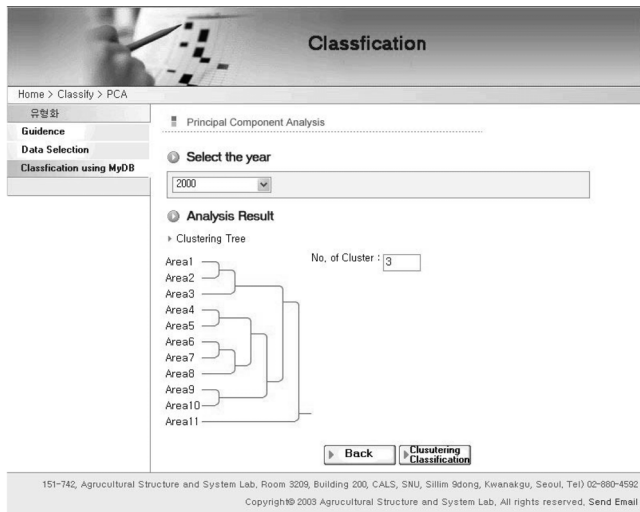 Classfication
Home > Classify > PCA
유형화
Guidence
Data Selection
Classfication using MyDB
Principal Component Analysis
Select the year
2000
Analysis Result
Clustering Tree
No. of Cluster : 3
Area1
Area2
Area3
Area4
Area5
Area6
Area7
Area8
Area9
Area10
Area11
Back
Clusutering
Classification
151-742, Agrucultural Structure and System Lab, Room 3209, Building 200, CALS, SNU, Sillim 9dong, Kwanakgu, Seoul, Tel) 02-880-4592
Copyright© 2003 Agrucultural Structure and System Lab, All rights reserved, Send Email